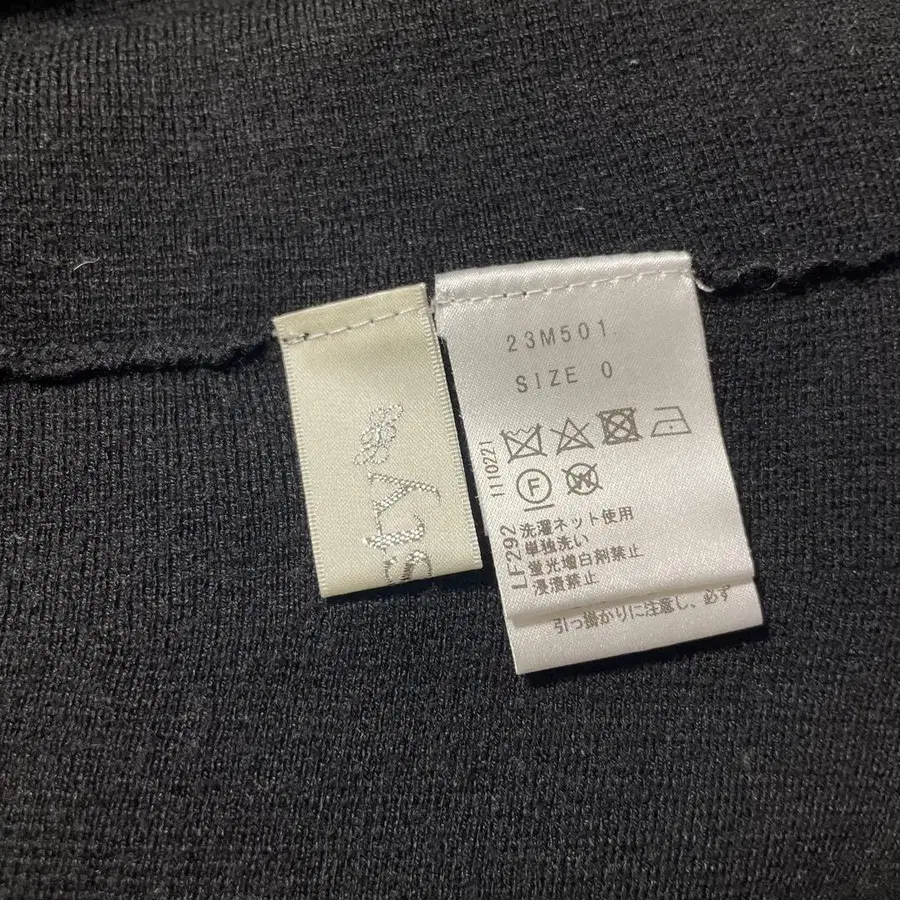 sty
23M501
SIZE 0
1110221
F
W
LF292
洗濯ネット使用
単独洗い
蛍光増白剤禁止
浸漬禁止
引っ掛かりに注意し、必ず